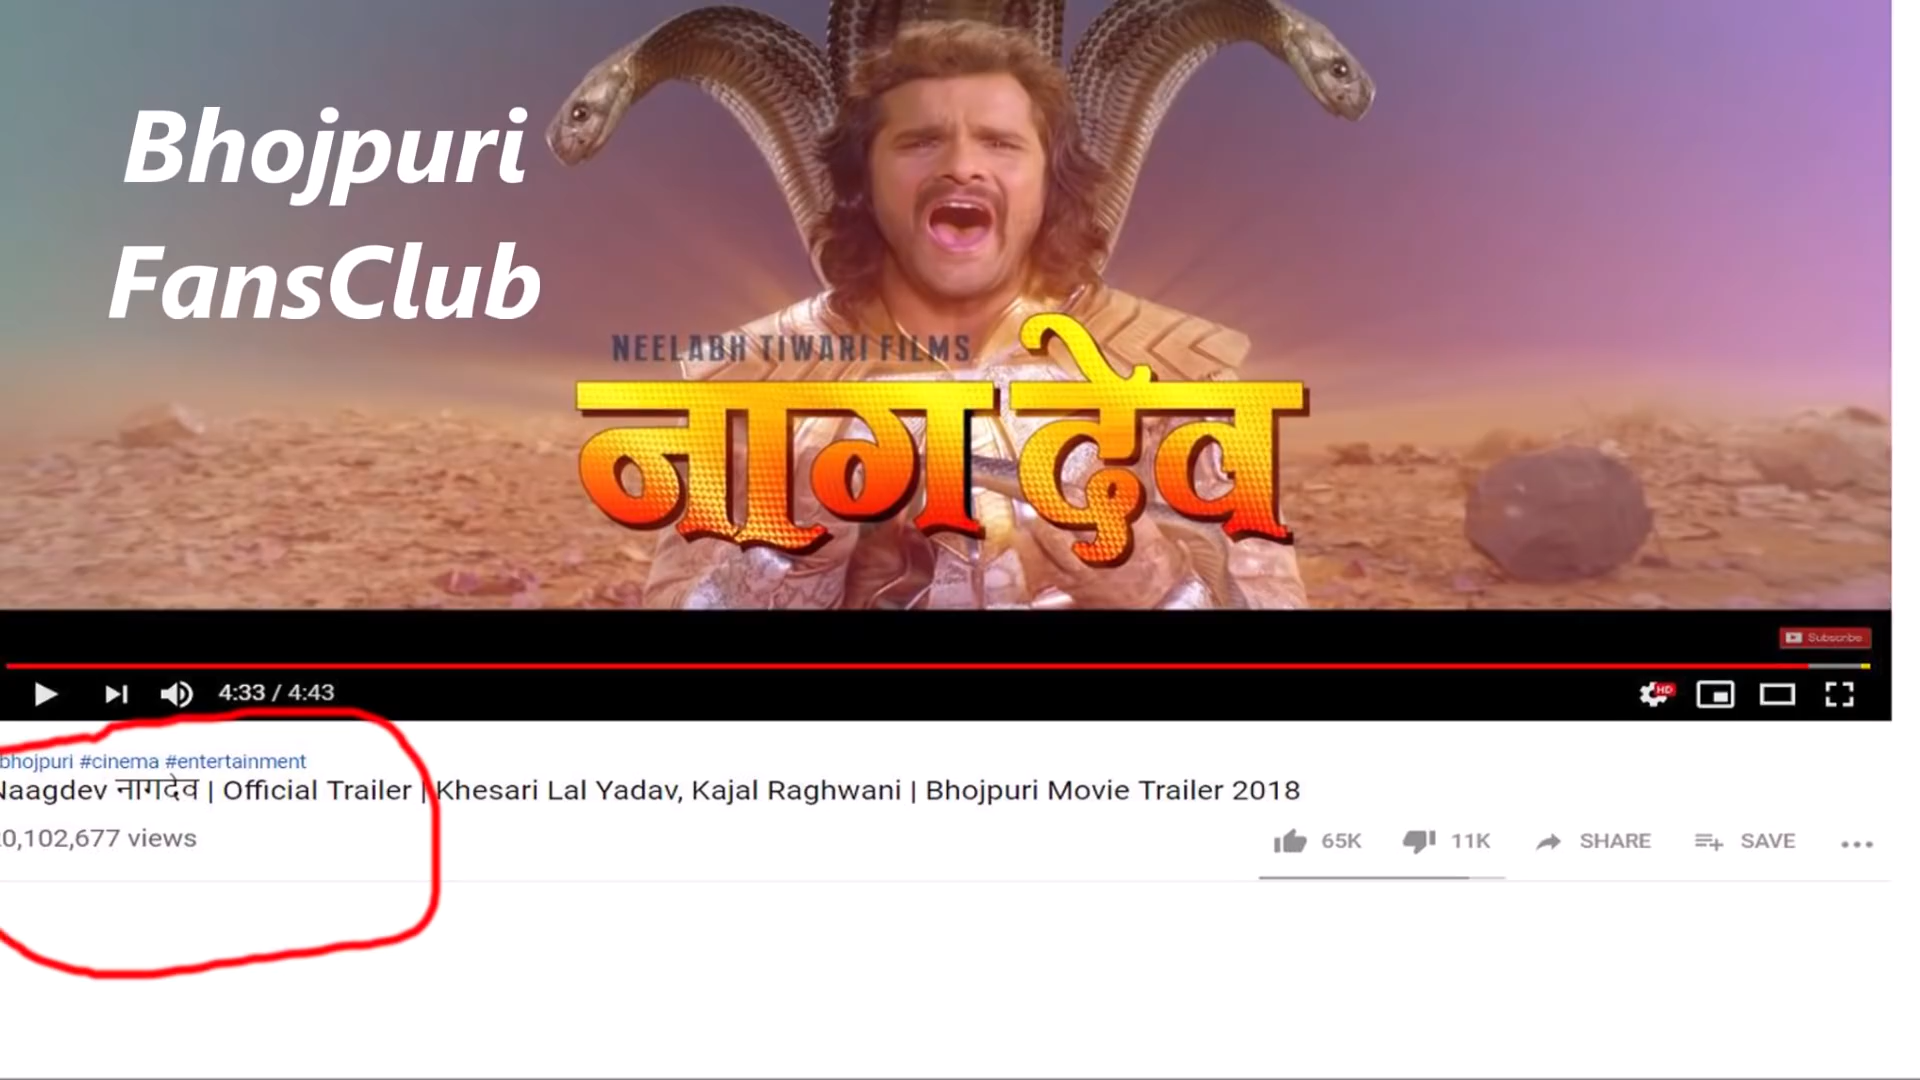 Bhojpuri
FansClub
NEELABH TIWARI FILMS
नागदेव
Subscribe
4:33 / 4:43
HD
bhojpuri #cinema #entertainment
Naagdev नागदेव | Official Trailer | Khesari Lal Yadav, Kajal Raghwani | Bhojpuri Movie Trailer 2018
0,102,677 views
65K
11K
SHARE
SAVE